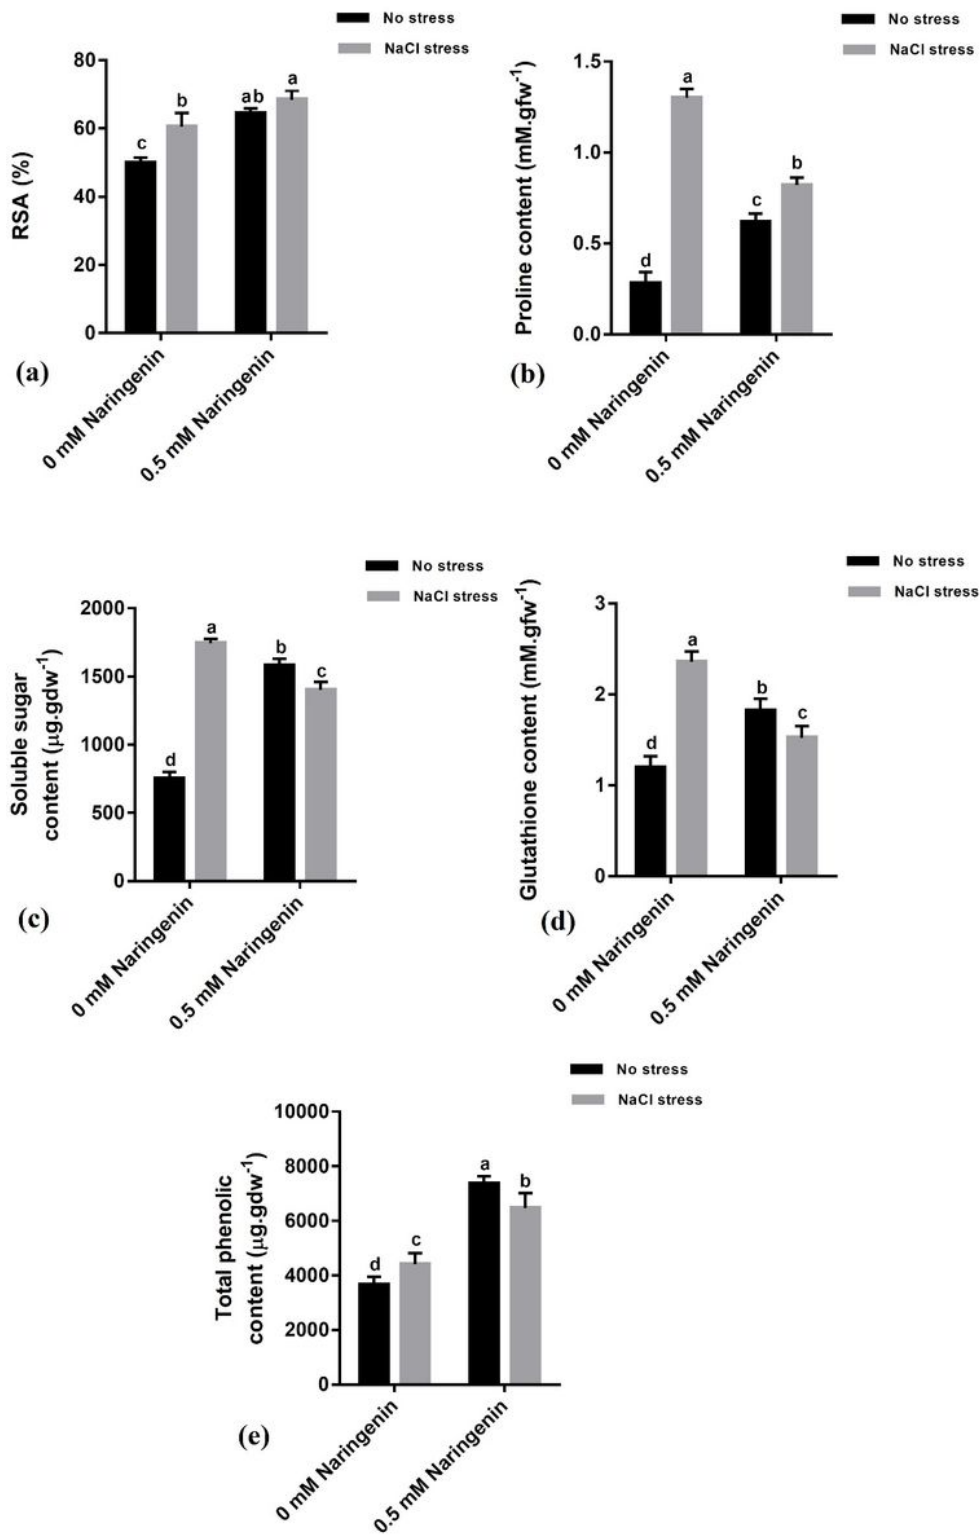 No stress
NaCl stress
RSA (%)
80
60
40
20
0
c
b
ab
a
0 mM Naringenin
0.5 mM Naringenin
(a)
No stress
NaCl stress
Proline content (mM.gfw⁻¹)
1.5
1.0
0.5
0.0
d
a
c
b
0 mM Naringenin
0.5 mM Naringenin
(b)
No stress
NaCl stress
Soluble sugar
content (μg.gdw⁻¹)
2000
1500
1000
500
0
d
a
b
c
0 mM Naringenin
0.5 mM Naringenin
(c)
No stress
NaCl stress
Glutathione content (mM.gfw⁻¹)
3
2
1
0
d
a
b
c
0 mM Naringenin
0.5 mM Naringenin
(d)
No stress
NaCl stress
Total phenolic
content (μg.gdw⁻¹)
10000
8000
6000
4000
2000
0
d
c
a
b
0 mM Naringenin
0.5 mM Naringenin
(e)